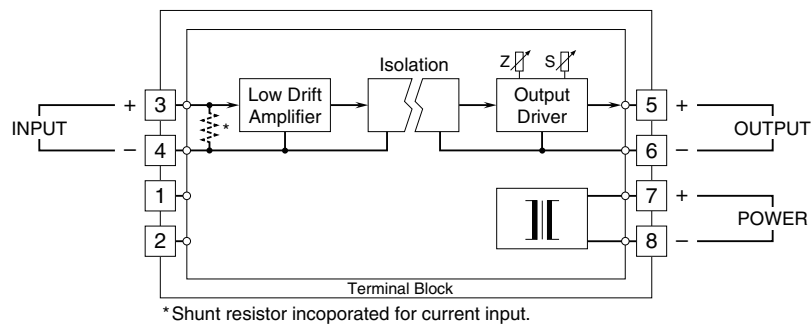 Isolation
Z S
+ 3 Low Drift Amplifier Output Driver 5 +
INPUT * OUTPUT
− 4 6 −
1 7 +
POWER
2 8 −
Terminal Block
*Shunt resistor incoporated for current input.